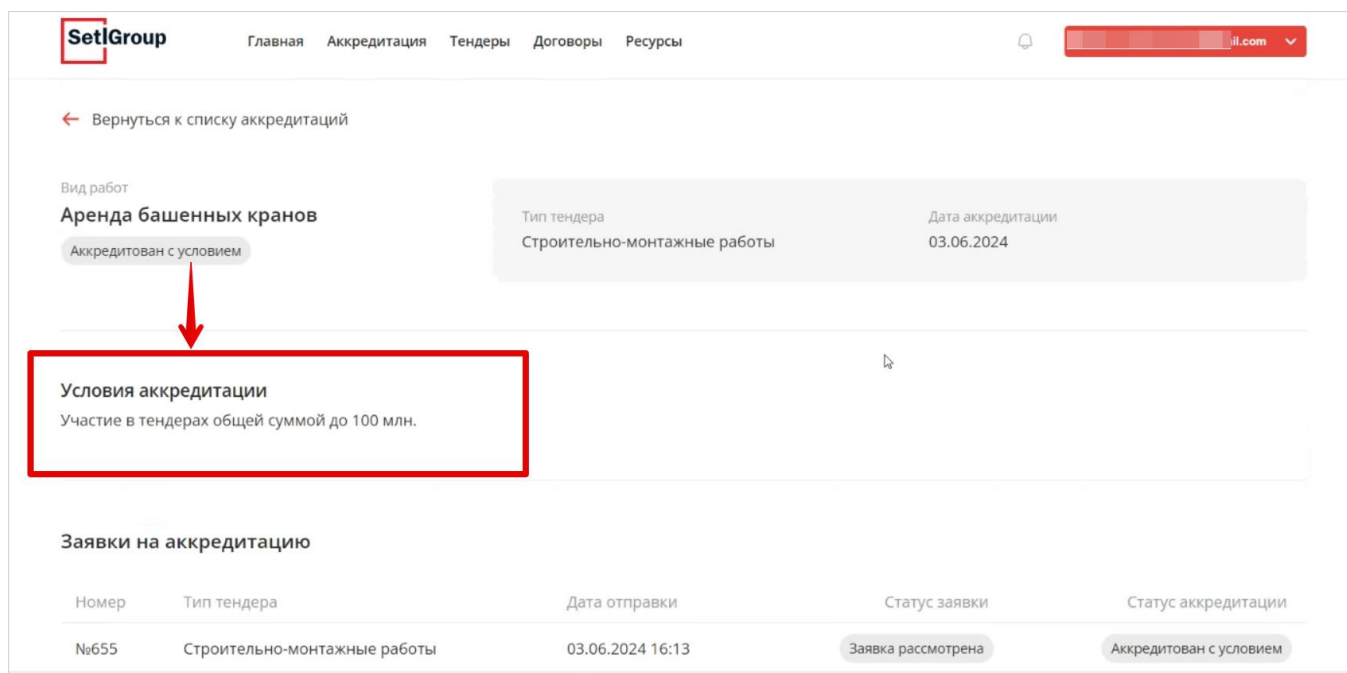 SetlGroup
Главная Аккредитация Тендеры Договоры Ресурсы
il.com
Вернуться к списку аккредитаций
Вид работ
Аренда башенных кранов
Аккредитован с условием
Тип тендера Дата аккредитации
Строительно-монтажные работы 03.06.2024
Условия аккредитации
Участие в тендерах общей суммой до 100 млн.
Заявки на аккредитацию
Номер Тип тендера Дата отправки Статус заявки Статус аккредитации
№655 Строительно-монтажные работы 03.06.2024 16:13 Заявка рассмотрена Аккредитован с условием